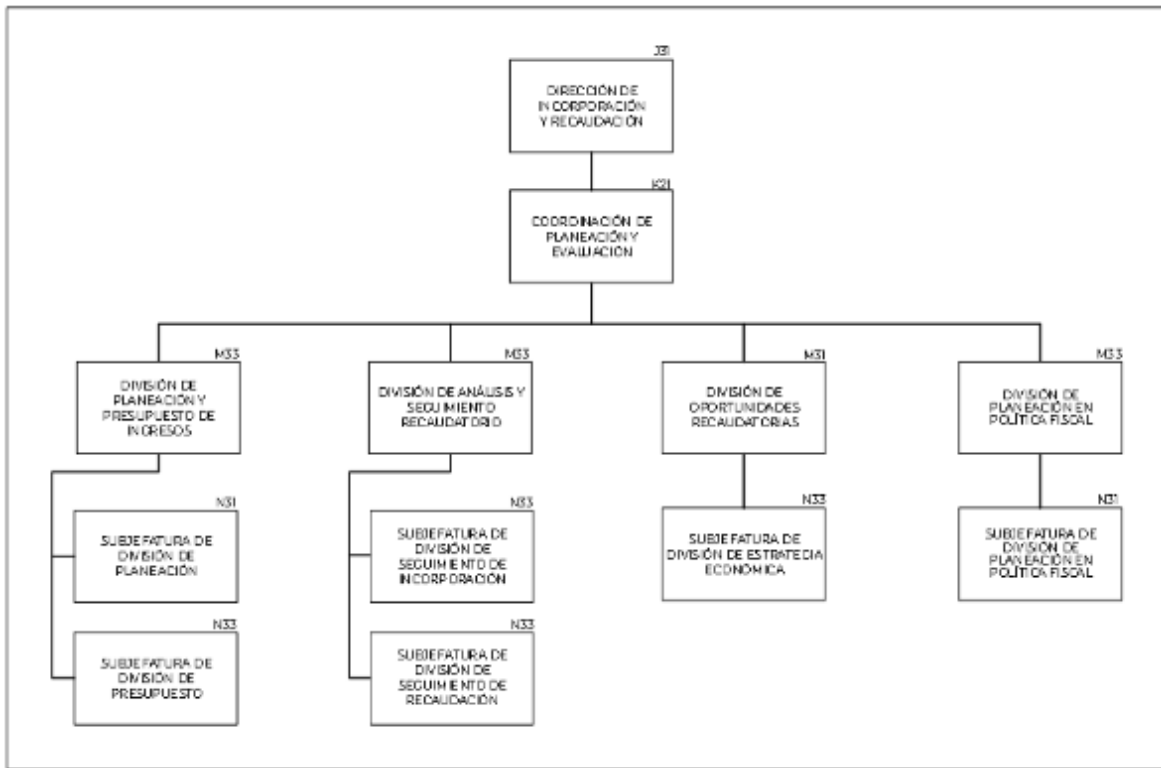 J31
DIRECCIÓN DE
INCORPORACIÓN
Y RECAUDACIÓN
K21
COORDINACIÓN DE
PLANEACIÓN Y
EVALUACIÓN
M33
DIVISIÓN DE
PLANEACIÓN Y
PRESUPUESTO DE
INGRESOS
M33
DIVISIÓN DE ANÁLISIS Y
SEGUIMIENTO
RECAUDATORIO
M31
DIVISIÓN DE
OPORTUNIDADES
RECAUDATORIAS
M33
DIVISIÓN DE
PLANEACIÓN EN
POLÍTICA FISCAL
N31
SUBJEFATURA DE
DIVISIÓN DE
PLANEACIÓN
N33
SUBJEFATURA DE
DIVISIÓN DE
SEGUIMIENTO DE
INCORPORACIÓN
N33
SUBJEFATURA DE
DIVISIÓN DE ESTRATEGIA
ECONÓMICA
N31
SUBJEFATURA DE
DIVISIÓN DE
PLANEACIÓN EN
POLÍTICA FISCAL
N33
SUBJEFATURA DE
DIVISIÓN DE
PRESUPUESTO
N33
SUBJEFATURA DE
DIVISIÓN DE
SEGUIMIENTO DE
RECAUDACIÓN